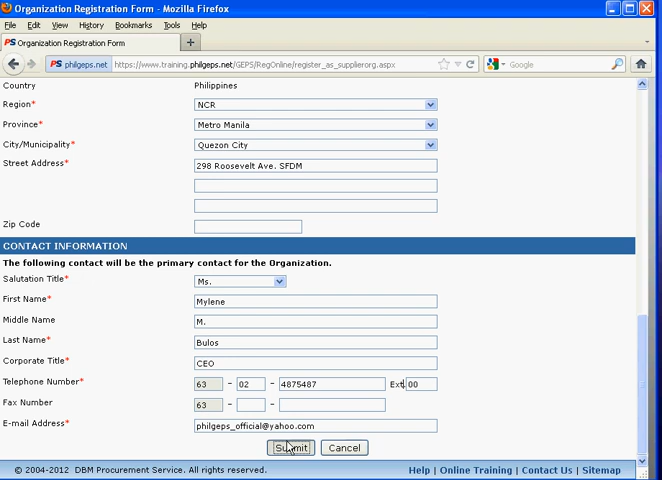 Organization Registration Form - Mozilla Firefox
File Edit View History Bookmarks Tools Help
PS Organization Registration Form +
PS philgeps.net https://www.training.philgeps.net/GEPS/RegOnline/register_as_supplierorg.aspx Google
Country Philippines
Region* NCR
Province* Metro Manila
City/Municipality* Quezon City
Street Address* 298 Roosevelt Ave. SFDM
Zip Code
CONTACT INFORMATION
The following contact will be the primary contact for the Organization.
Salutation Title* Ms.
First Name* Mylene
Middle Name M.
Last Name* Bulos
Corporate Title* CEO
Telephone Number* 63 - 02 - 4875487 Ext. 00
Fax Number 63 - -
E-mail Address* philgeps_official@yahoo.com
Submit Cancel
© 2004-2012 DBM Procurement Service. All rights reserved. Help | Online Training | Contact Us | Sitemap